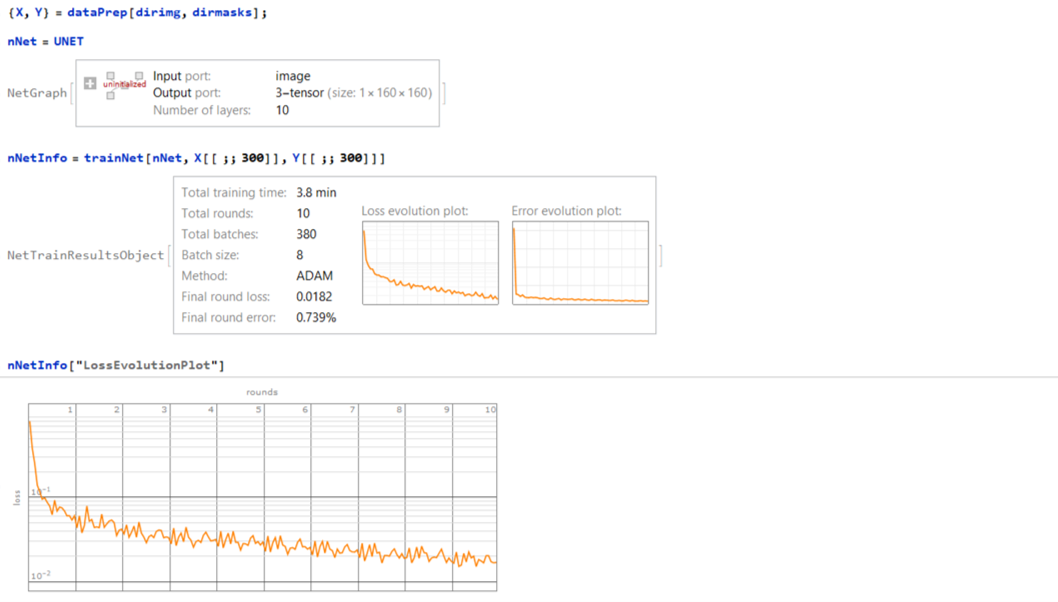 {X, Y} = dataPrep[dirimg, dirmasks];
nNet = UNET
NetGraph[
uninitialized
Input port: image
Output port: 3-tensor (size: 1 × 160 × 160)
Number of layers: 10
]
nNetInfo = trainNet[nNet, X[[ ;; 300]], Y[[ ;; 300]]]
NetTrainResultsObject[
Total training time: 3.8 min
Total rounds: 10
Total batches: 380
Batch size: 8
Method: ADAM
Final round loss: 0.0182
Final round error: 0.739%
Loss evolution plot:
Error evolution plot:
]
nNetInfo["LossEvolutionPlot"]
rounds
1 2 3 4 5 6 7 8 9 10
loss
10⁻¹
10⁻²